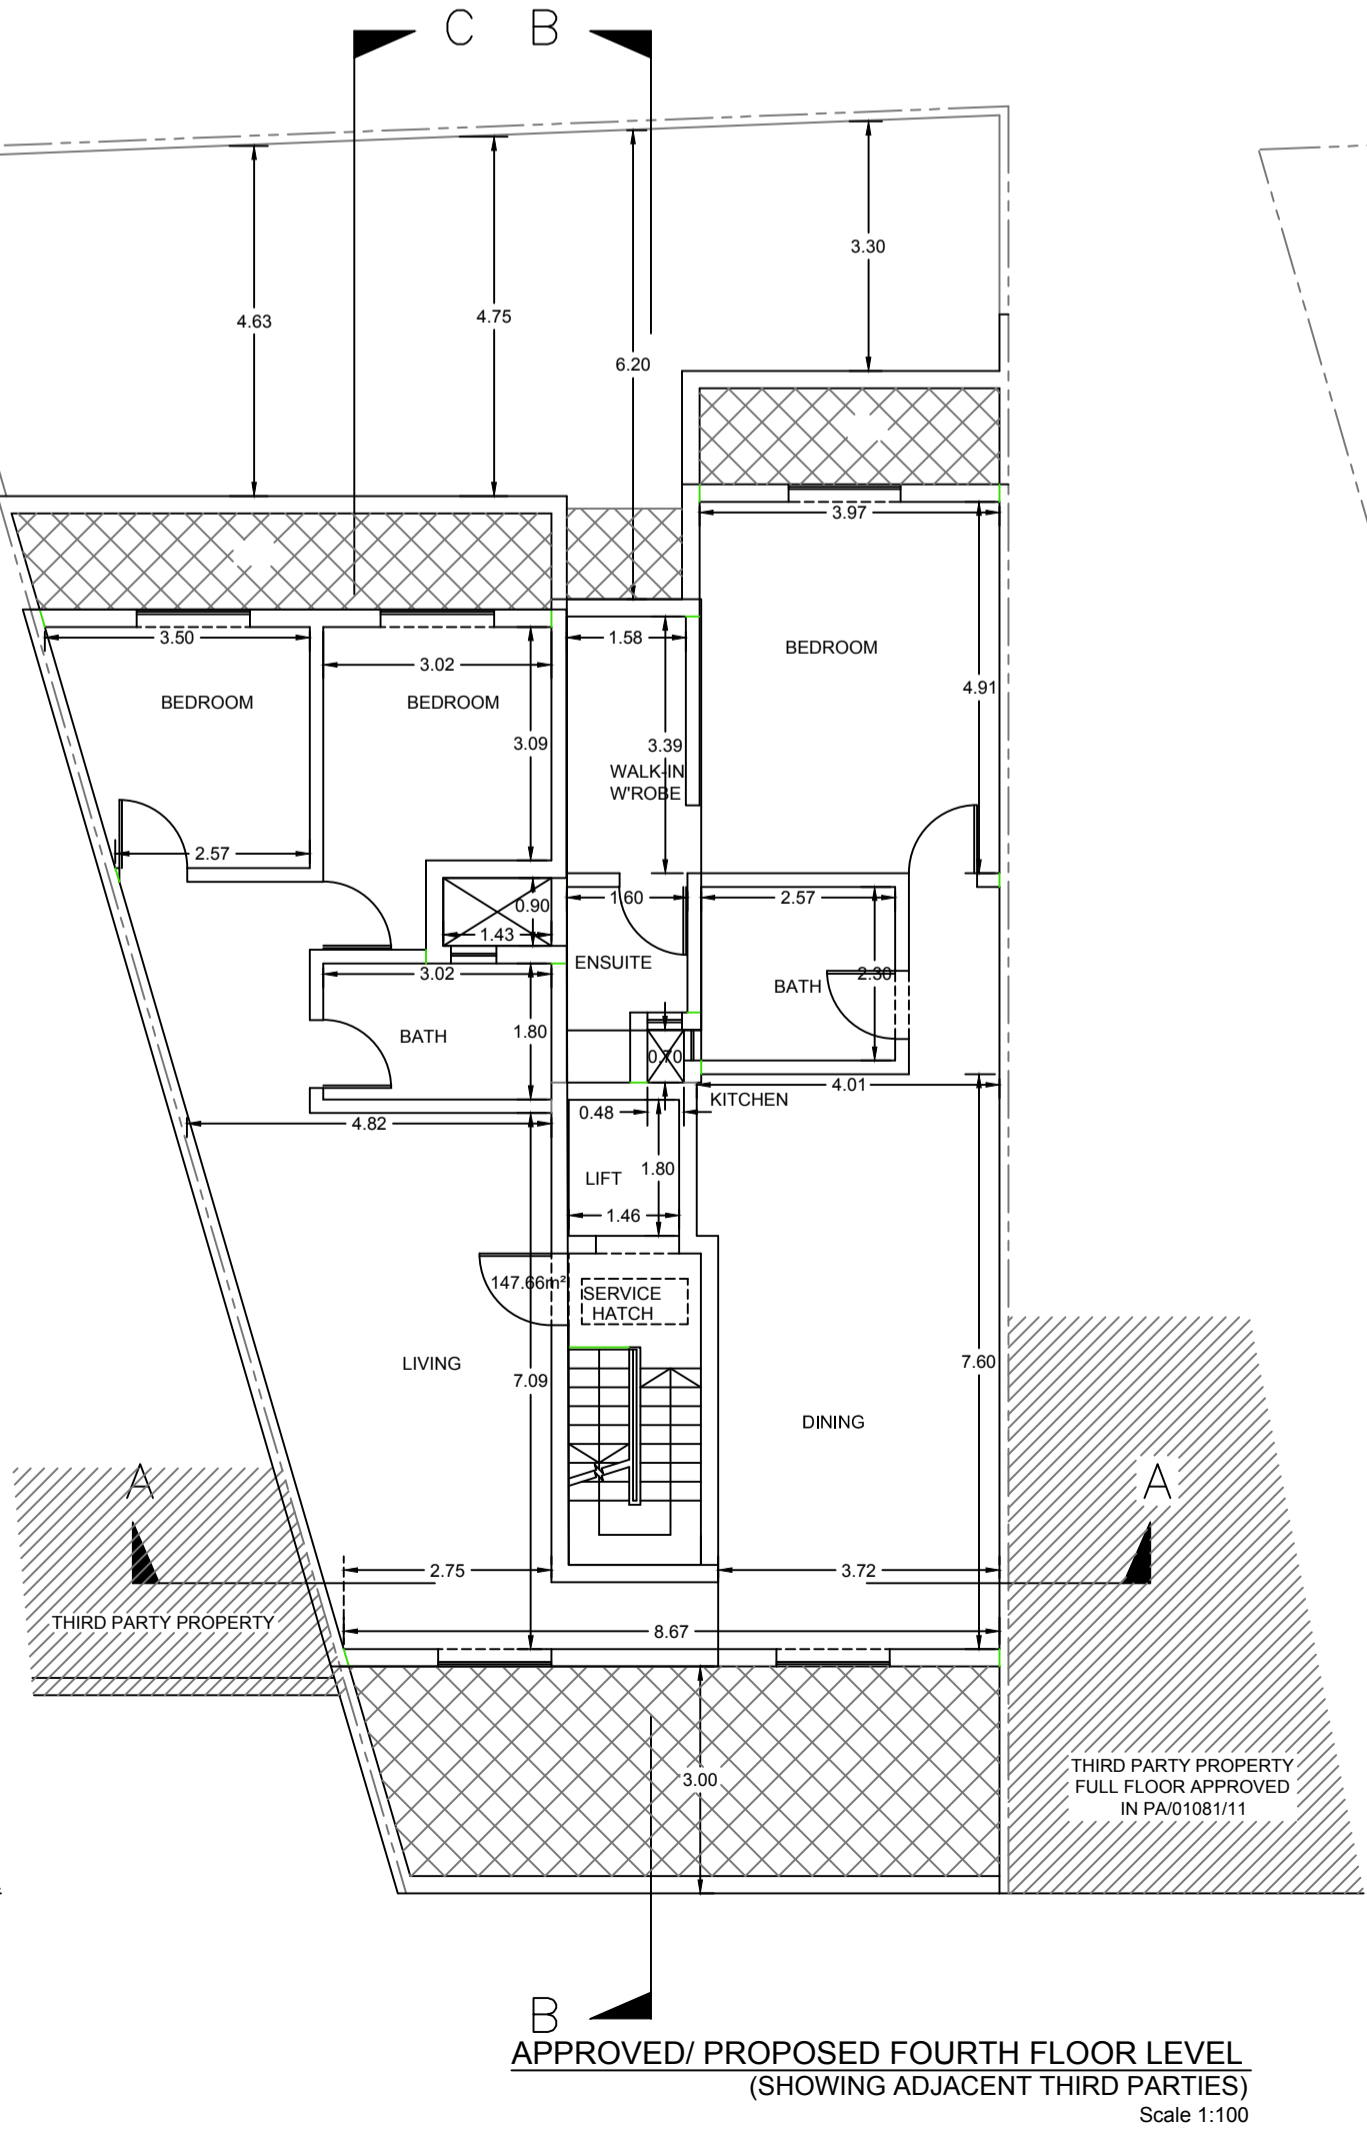 C B
3.30
4.63
4.75
6.20
3.97
3.50
3.02
1.58
BEDROOM
BEDROOM
BEDROOM
4.91
3.09
3.39
WALK-IN
W'ROBE
2.57
0.90
1.43
1.60
2.57
ENSUITE
3.02
2.30
BATH
BATH
1.80
0.70
4.01
KITCHEN
0.48
4.82
LIFT
1.80
1.46
147.66m²
SERVICE
HATCH
LIVING
7.09
7.60
DINING
A
A
2.75
3.72
THIRD PARTY PROPERTY
8.67
3.00
THIRD PARTY PROPERTY
FULL FLOOR APPROVED
IN PA/01081/11
B
APPROVED/ PROPOSED FOURTH FLOOR LEVEL
(SHOWING ADJACENT THIRD PARTIES)
Scale 1:100